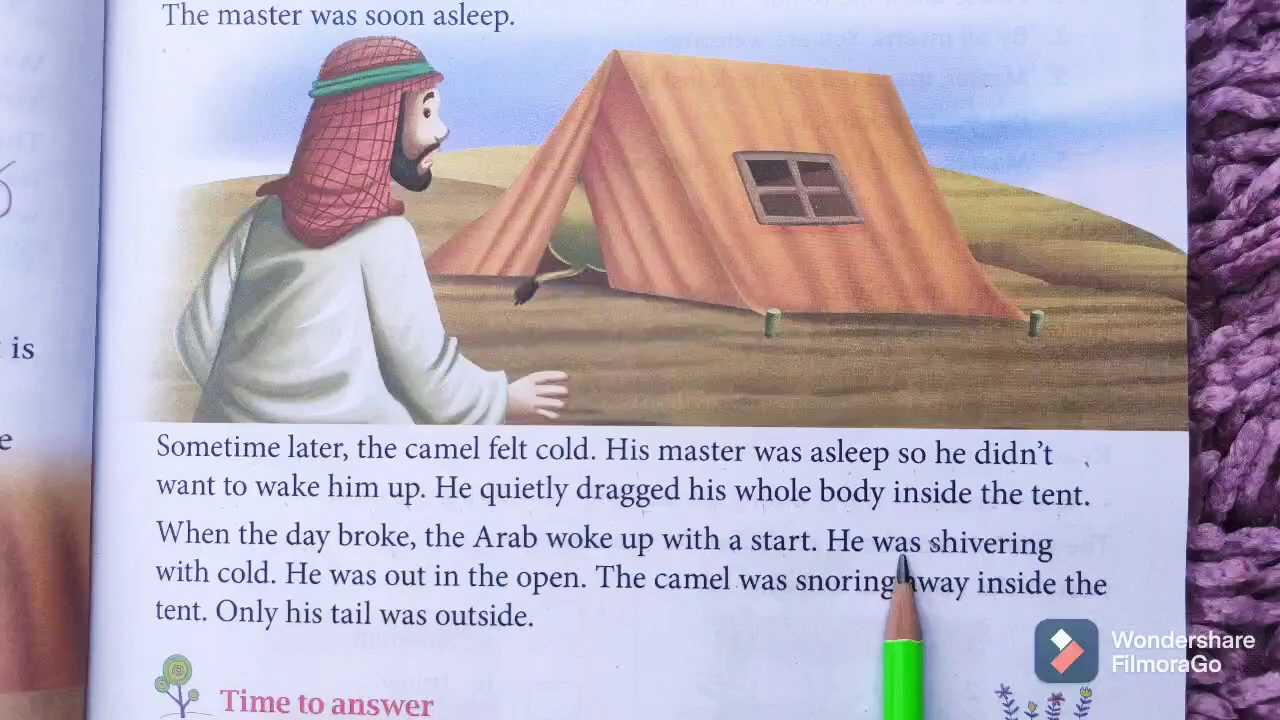 The master was soon asleep.
is
e
Sometime later, the camel felt cold. His master was asleep so he didn't
want to wake him up. He quietly dragged his whole body inside the tent.
When the day broke, the Arab woke up with a start. He was shivering
with cold. He was out in the open. The camel was snoring away inside the
tent. Only his tail was outside.
Time to answer
Wondershare
FilmoraGo